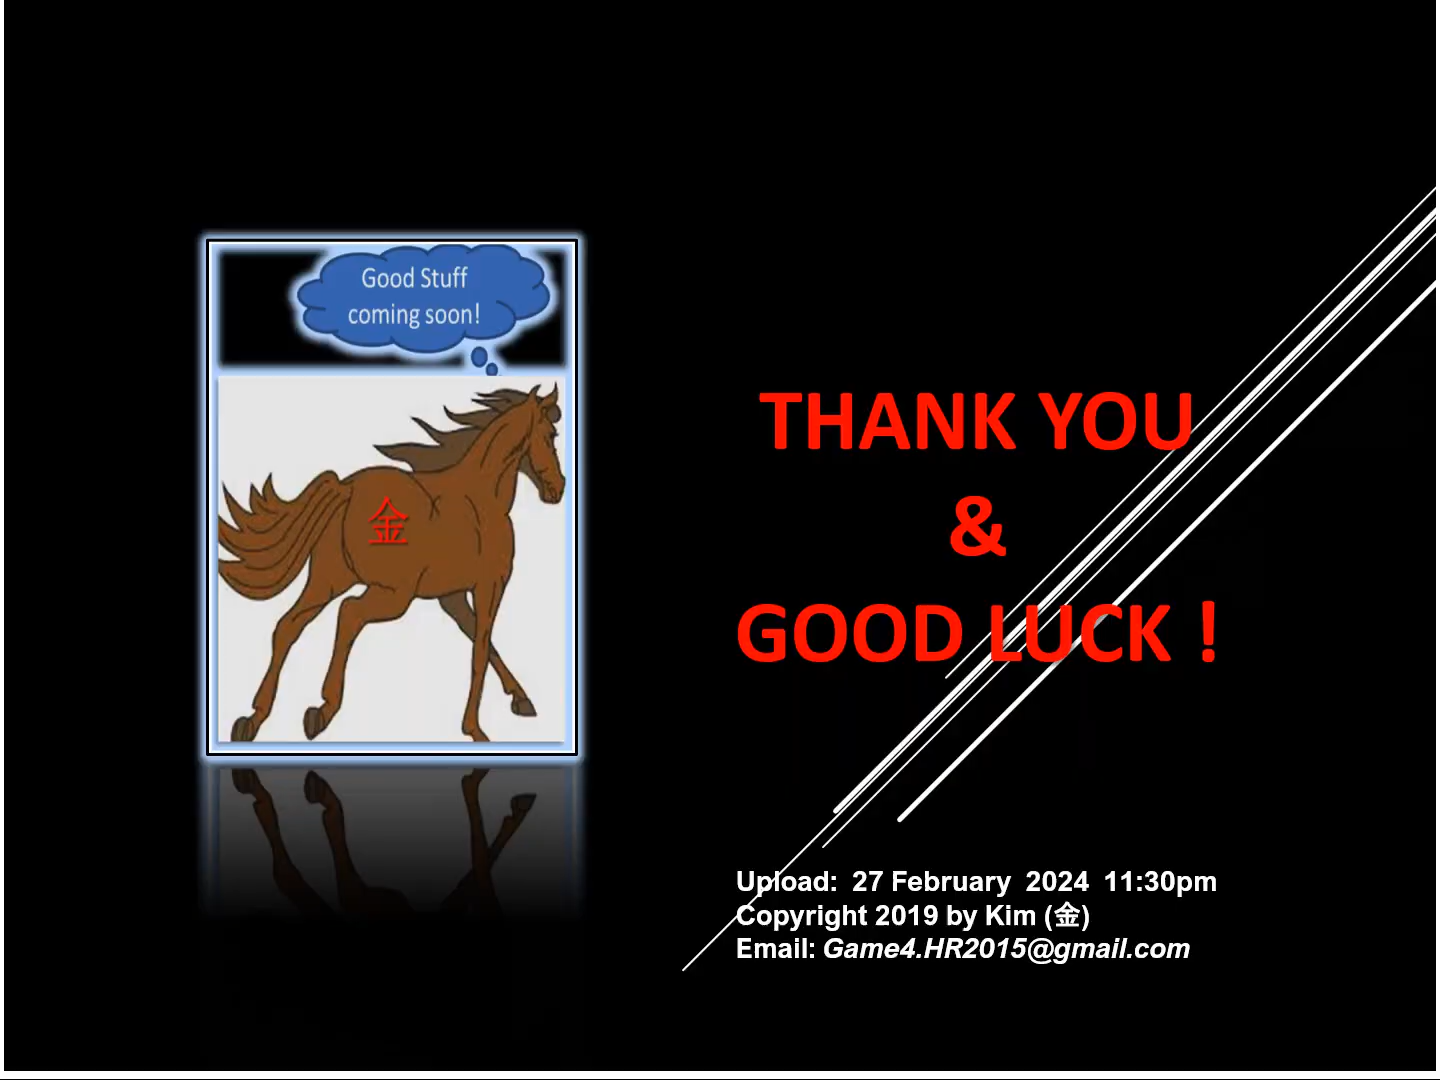 Good Stuff
coming soon!
金
THANK YOU
&
GOOD LUCK !
Upload:  27 February  2024  11:30pm
Copyright 2019 by Kim (金)
Email: Game4.HR2015@gmail.com